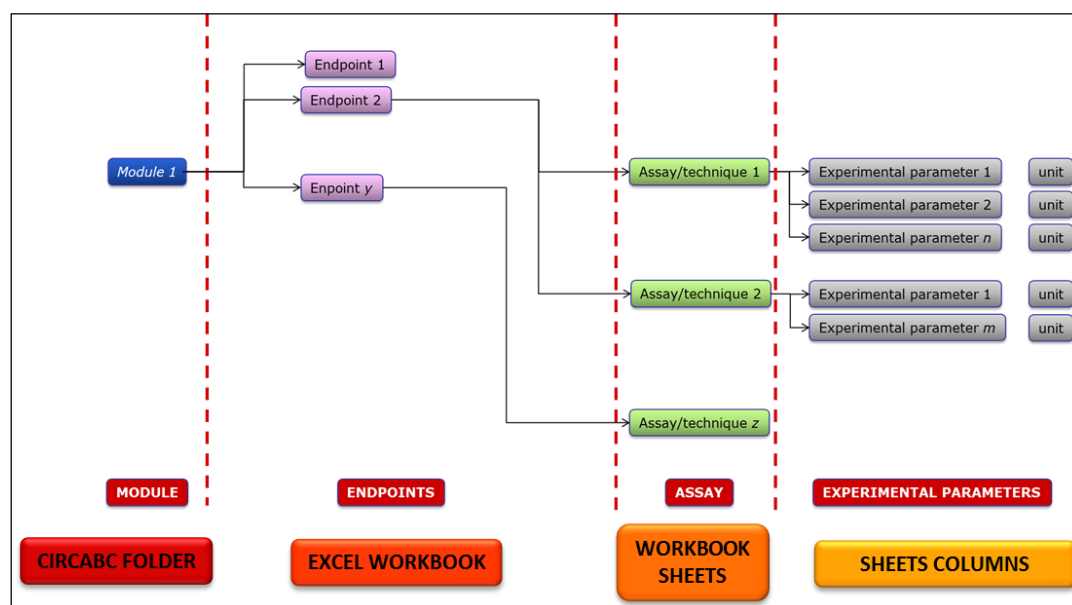 Endpoint 1
Endpoint 2
Module 1
Enpoint y
Assay/technique 1
Experimental parameter 1
unit
Experimental parameter 2
unit
Experimental parameter n
unit
Assay/technique 2
Experimental parameter 1
unit
Experimental parameter m
unit
Assay/technique z
MODULE
ENDPOINTS
ASSAY
EXPERIMENTAL PARAMETERS
CIRCABC FOLDER
EXCEL WORKBOOK
WORKBOOK
SHEETS
SHEETS COLUMNS